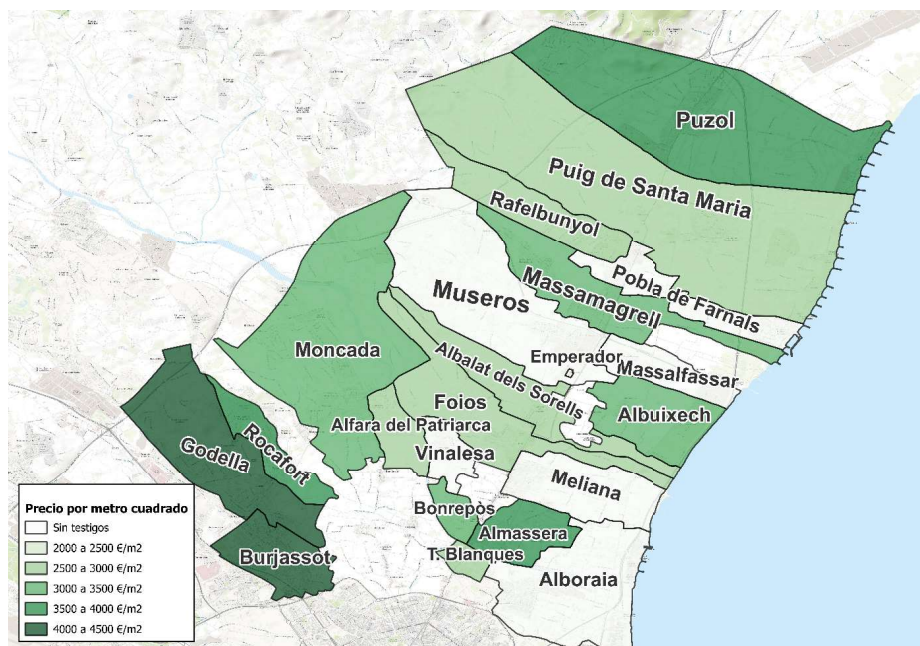 Puzol
Puig de Santa Maria
Rafelbunyol
Pobla de Farnals
Massamagrell
Museros
Emperador
Massalfassar
Moncada
Albalat dels Sorells
Foios
Albuixech
Alfara del Patriarca
Vinalesa
Rocafort
Godella
Meliana
Bonrepòs
Almassera
T. Blanques
Burjassot
Alboraia
Precio por metro cuadrado
Sin testigos
2000 a 2500 €/m2
2500 a 3000 €/m2
3000 a 3500 €/m2
3500 a 4000 €/m2
4000 a 4500 €/m2